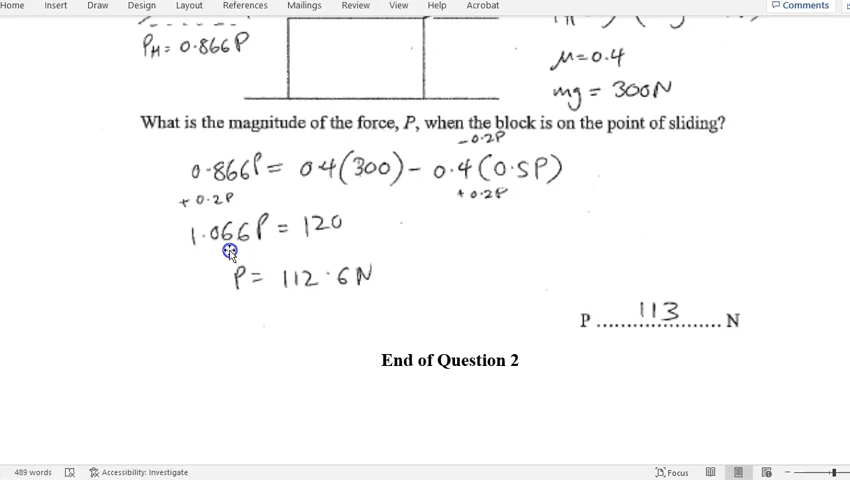 Home Insert Draw Design Layout References Mailings Review View Help Acrobat Comments
P_H = 0.866P
μ = 0.4
mg = 300N
What is the magnitude of the force, P, when the block is on the point of sliding?
-0.2P
0.866P = 0.4(300) - 0.4(0.5P)
+0.2P +0.2P
1.066P = 120
P = 112.6N
P ...113... N
End of Question 2
489 words Accessibility: Investigate Focus